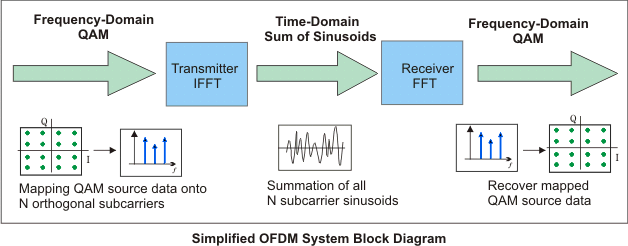 Frequency-Domain
QAM
Time-Domain
Sum of Sinusoids
Frequency-Domain
QAM
Transmitter
IFFT
Receiver
FFT
Q
I
f
Q
I
f
Mapping QAM source data onto
N orthogonal subcarriers
Summation of all
N subcarrier sinusoids
Recover mapped
QAM source data
Simplified OFDM System Block Diagram